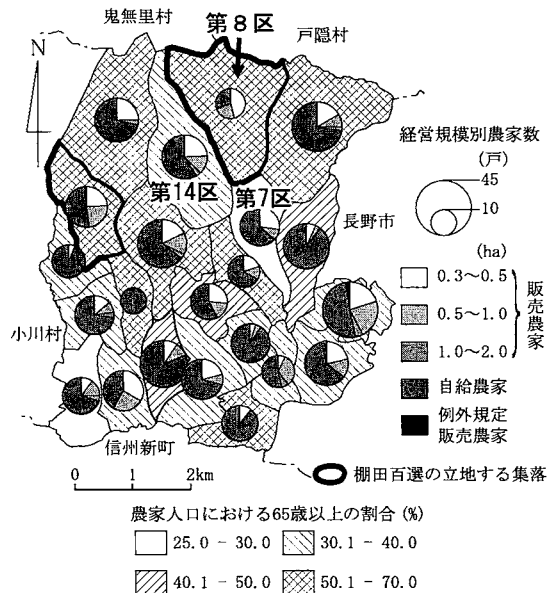 鬼無里村
第8区
戸隠村
N
経営規模別農家数
(戸)
45
10
第14区
第7区
長野市
(ha)
0.3~0.5
0.5~1.0
1.0~2.0
販売農家
自給農家
例外規定
販売農家
小川村
信州新町
0 1 2km
棚田百選の立地する集落
農家人口における65歳以上の割合 (%)
25.0 - 30.0
30.1 - 40.0
40.1 - 50.0
50.1 - 70.0